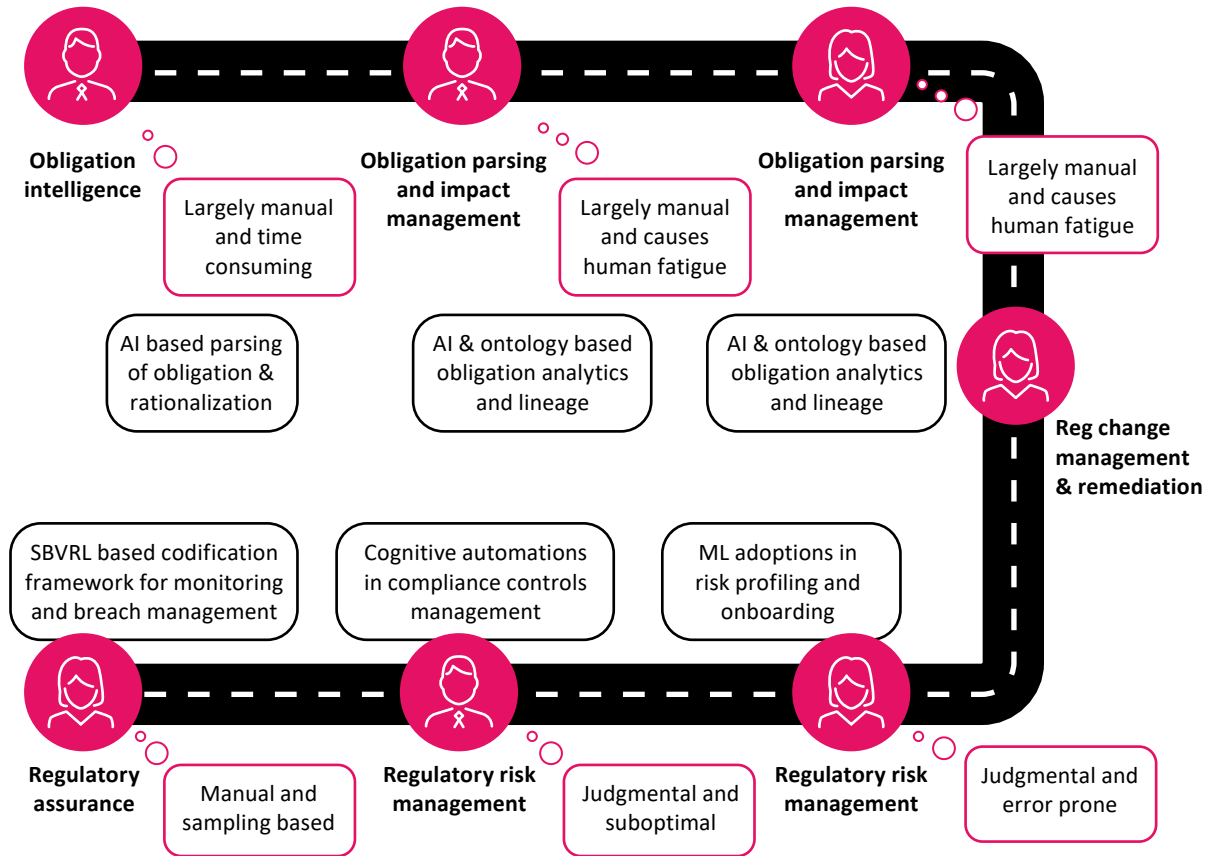 Obligation
intelligence
Largely manual
and time
consuming
Obligation parsing
and impact
management
Largely manual
and causes
human fatigue
Obligation parsing
and impact
management
Largely manual
and causes
human fatigue
AI based parsing
of obligation &
rationalization
AI & ontology based
obligation analytics
and lineage
AI & ontology based
obligation analytics
and lineage
Reg change
management
& remediation
SBVRL based codification
framework for monitoring
and breach management
Cognitive automations
in compliance controls
management
ML adoptions in
risk profiling and
onboarding
Regulatory
assurance
Manual and
sampling based
Regulatory risk
management
Judgmental and
suboptimal
Regulatory risk
management
Judgmental and
error prone